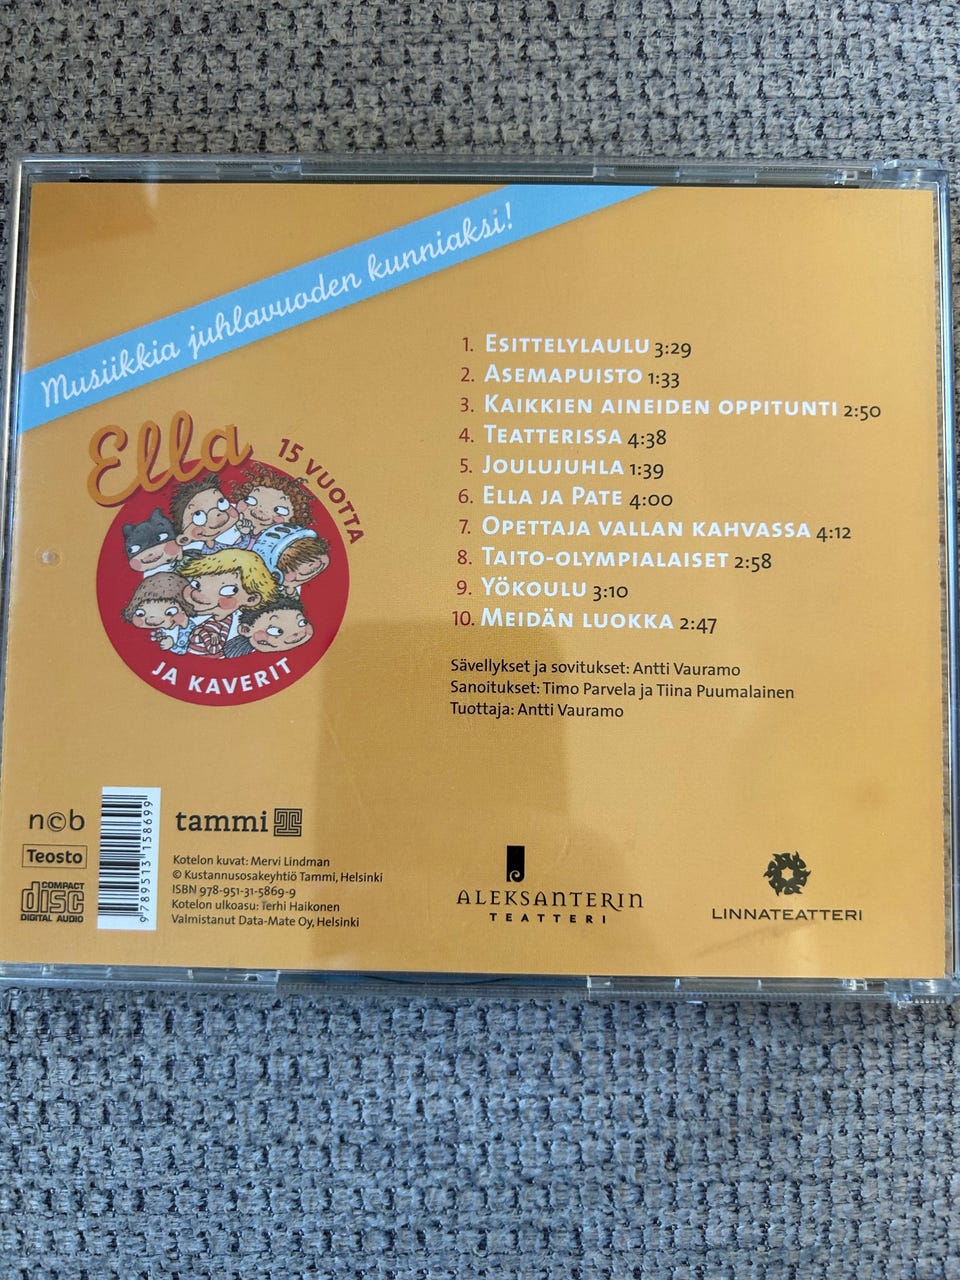 Musiikkia juhlavuoden kunniaksi!
Ella
15 VUOTTA
JA KAVERIT
1. ESITTELYLAULU 3:29
2. ASEMAPUISTO 1:33
3. KAIKKIEN AINEIDEN OPPITUNTI 2:50
4. TEATTERISSA 4:38
5. JOULUJUHLA 1:39
6. ELLA JA PATE 4:00
7. OPETTAJA VALLAN KAHVASSA 4:12
8. TAITO-OLYMPIALAISET 2:58
9. YÖKOULU 3:10
10. MEIDÄN LUOKKA 2:47
Sävellykset ja sovitukset: Antti Vauramo
Sanoitukset: Timo Parvela ja Tiina Puumalainen
Tuottaja: Antti Vauramo
n©b
Teosto
COMPACT
disc
DIGITAL AUDIO
9789513158699
tammi
Kotelon kuvat: Mervi Lindman
© Kustannusosakeyhtiö Tammi, Helsinki
ISBN 978-951-31-5869-9
Kotelon ulkoasu: Terhi Haikonen
Valmistanut Data-Mate Oy, Helsinki
ALEKSANTERIN
TEATTERI
LINNATEATTERI